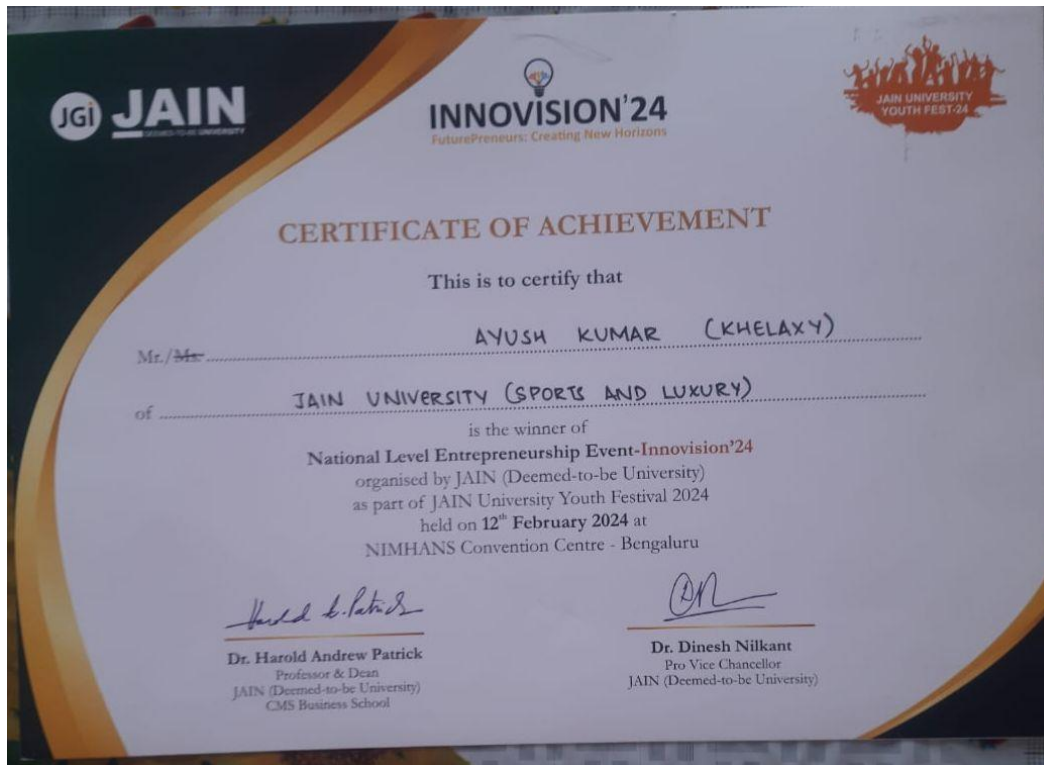 JGi JAIN
DEEMED-TO-BE UNIVERSITY
INNOVISION'24
FuturePreneurs: Creating New Horizons
JAIN UNIVERSITY
YOUTH FEST-24
CERTIFICATE OF ACHIEVEMENT
This is to certify that
Mr./Ms. AYUSH KUMAR (KHELAXY)
of JAIN UNIVERSITY (SPORTS AND LUXURY)
is the winner of
National Level Entrepreneurship Event-Innovision'24
organised by JAIN (Deemed-to-be University)
as part of JAIN University Youth Festival 2024
held on 12th February 2024 at
NIMHANS Convention Centre - Bengaluru
Dr. Harold Andrew Patrick
Professor & Dean
JAIN (Deemed-to-be University)
CMS Business School
Dr. Dinesh Nilkant
Pro Vice Chancellor
JAIN (Deemed-to-be University)